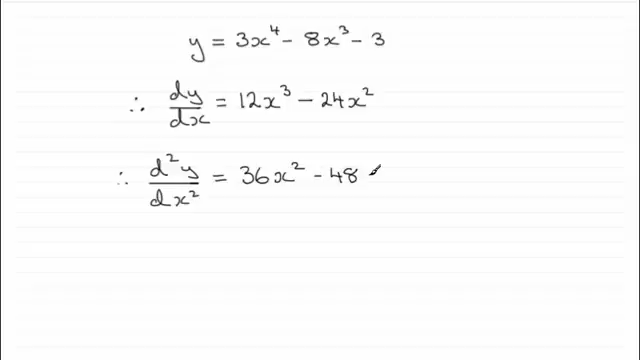 y = 3x⁴ - 8x³ - 3
∴ dy/dx = 12x³ - 24x²
∴ d²y/dx² = 36x² - 48